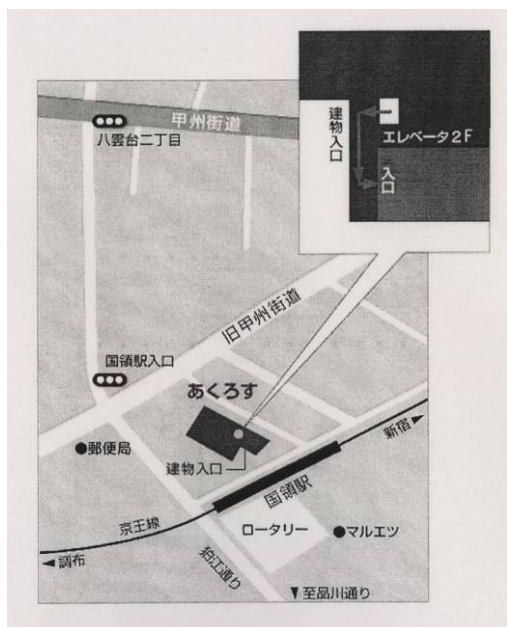 甲州街道
八雲台二丁目
建物入口
エレベータ2F
入口
旧甲州街道
国領駅入口
あくろす
●郵便局
建物入口
新宿►
国領駅
京王線
ロータリー
●マルエツ
◄調布
狛江通り
▼至品川通り